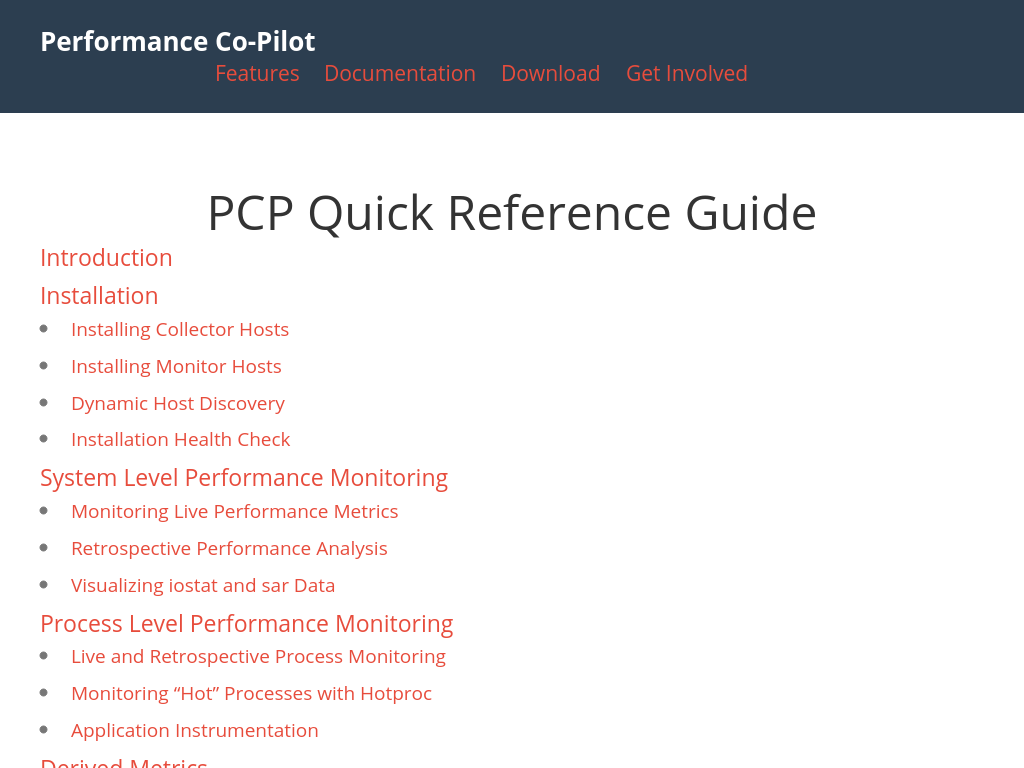 Performance Co-Pilot
Features Documentation Download Get Involved
PCP Quick Reference Guide
Introduction
Installation
Installing Collector Hosts
Installing Monitor Hosts
Dynamic Host Discovery
Installation Health Check
System Level Performance Monitoring
Monitoring Live Performance Metrics
Retrospective Performance Analysis
Visualizing iostat and sar Data
Process Level Performance Monitoring
Live and Retrospective Process Monitoring
Monitoring “Hot” Processes with Hotproc
Application Instrumentation
Derived Metrics